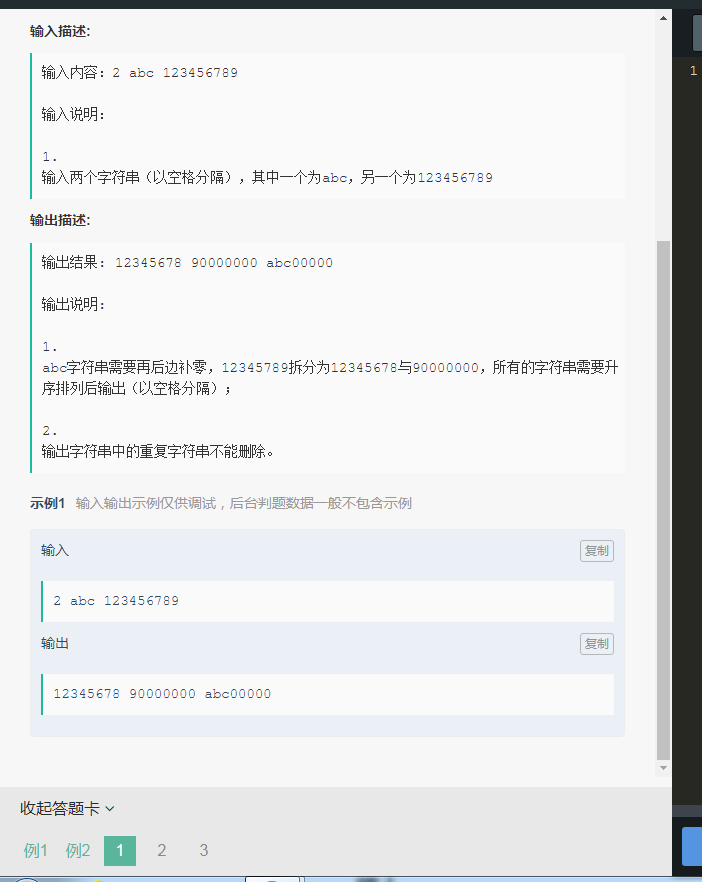 输入描述:
输入内容：2 abc 123456789
输入说明：
1.
输入两个字符串（以空格分隔），其中一个为abc，另一个为123456789
输出描述:
输出结果：12345678 90000000 abc00000
输出说明：
1.
abc字符串需要再后边补零，12345789拆分为12345678与90000000，所有的字符串需要升
序排列后输出（以空格分隔）；
2.
输出字符串中的重复字符串不能删除。
示例1 输入输出示例仅供调试，后台判题数据一般不包含示例
输入 复制
2 abc 123456789
输出 复制
12345678 90000000 abc00000
收起答题卡
例1 例2 1 2 3
1